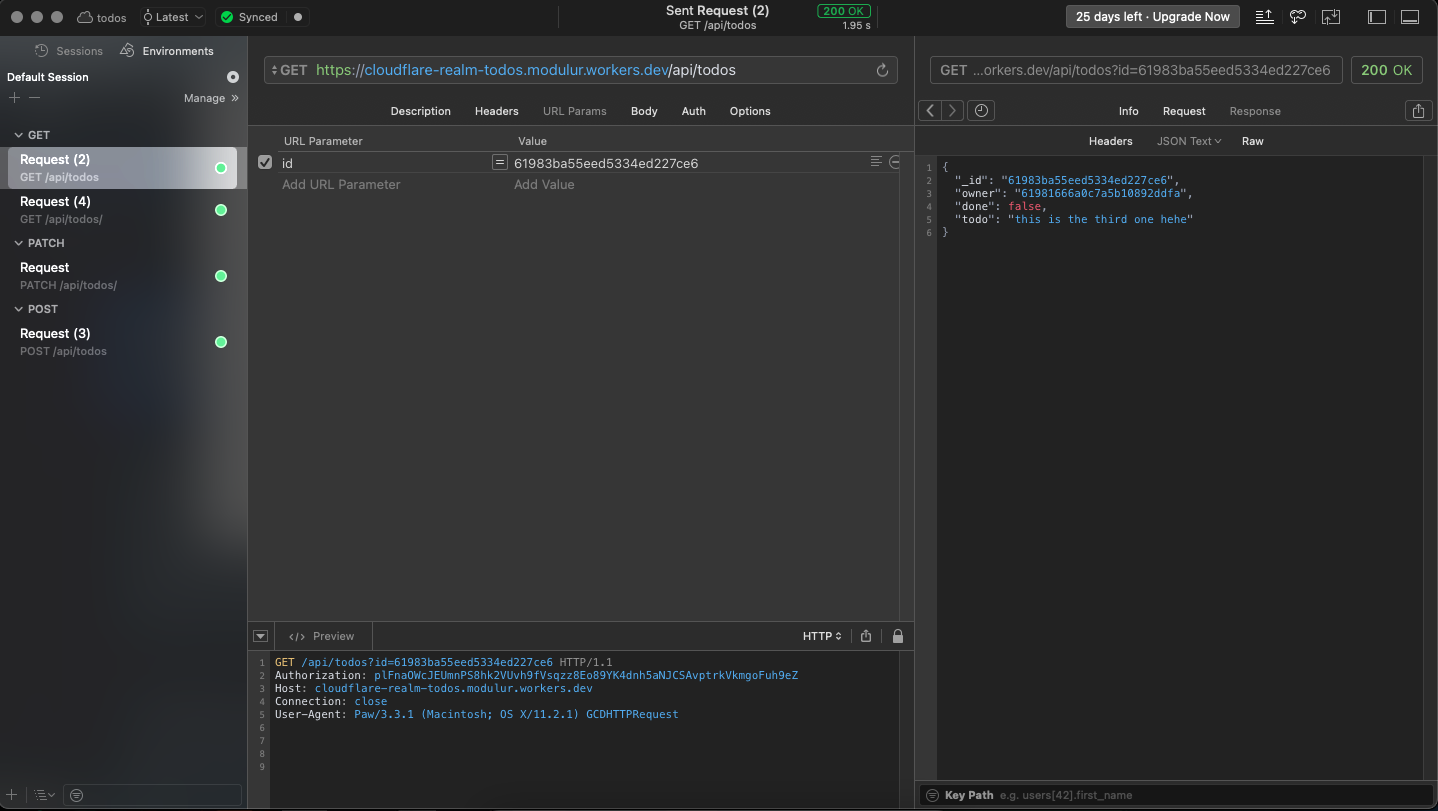 todos
Latest
Synced
Sent Request (2)
GET /api/todos
200 OK
1.95 s
25 days left · Upgrade Now
Sessions
Environments
Default Session
Manage »
GET
Request (2)
GET /api/todos
Request (4)
GET /api/todos/
PATCH
Request
PATCH /api/todos/
POST
Request (3)
POST /api/todos
GET https://cloudflare-realm-todos.modulur.workers.dev/api/todos
Description Headers URL Params Body Auth Options
URL Parameter Value
id = 61983ba55eed5334ed227ce6
Add URL Parameter Add Value
</> Preview
HTTP
1 GET /api/todos?id=61983ba55eed5334ed227ce6 HTTP/1.1
2 Authorization: plFnaOWcJEUmnPS8hk2VUvh9fVsqzz8Eo89YK4dnh5aNJCSAvptrkVkmgoFuh9eZ
3 Host: cloudflare-realm-todos.modulur.workers.dev
4 Connection: close
5 User-Agent: Paw/3.3.1 (Macintosh; OS X/11.2.1) GCDHTTPRequest
6
7
8
9
GET …orkers.dev/api/todos?id=61983ba55eed5334ed227ce6
200 OK
Info Request Response
Headers JSON Text Raw
1 {
2 "_id": "61983ba55eed5334ed227ce6",
3 "owner": "61981666a0c7a5b10892ddfa",
4 "done": false,
5 "todo": "this is the third one hehe"
6 }
Key Path e.g. users[42].first_name